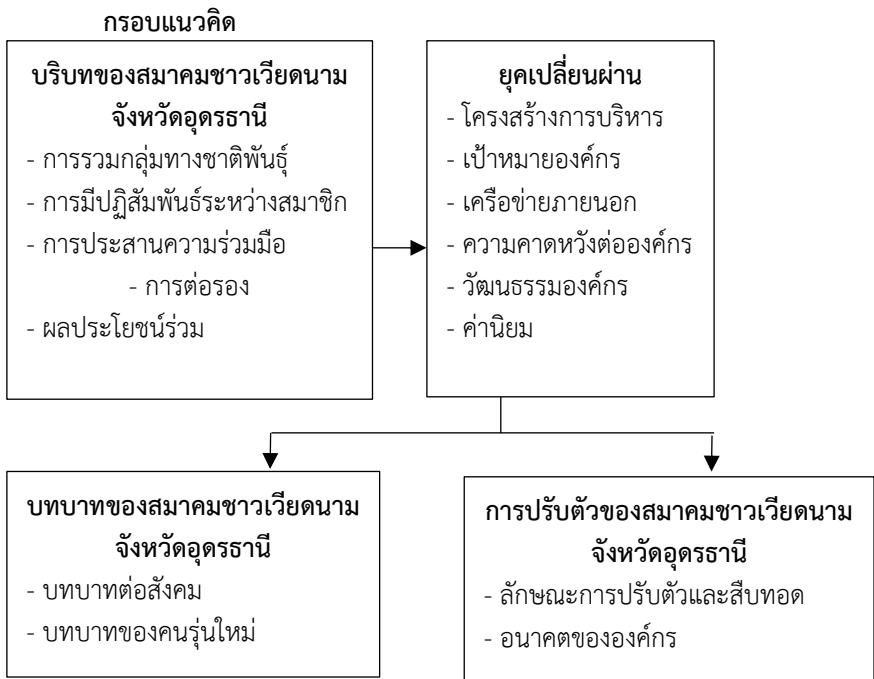 กรอบแนวคิด
บริบทของสมาคมชาวเวียดนาม
จังหวัดอุดรธานี
- การรวมกลุ่มทางชาติพันธุ์
- การมีปฏิสัมพันธ์ระหว่างสมาชิก
- การประสานความร่วมมือ
- การต่อรอง
- ผลประโยชน์ร่วม
ยุคเปลี่ยนผ่าน
- โครงสร้างการบริหาร
- เป้าหมายองค์กร
- เครือข่ายภายนอก
- ความคาดหวังต่อองค์กร
- วัฒนธรรมองค์กร
- ค่านิยม
บทบาทของสมาคมชาวเวียดนาม
จังหวัดอุดรธานี
- บทบาทต่อสังคม
- บทบาทของคนรุ่นใหม่
การปรับตัวของสมาคมชาวเวียดนาม
จังหวัดอุดรธานี
- ลักษณะการปรับตัวและสืบทอด
- อนาคตขององค์กร